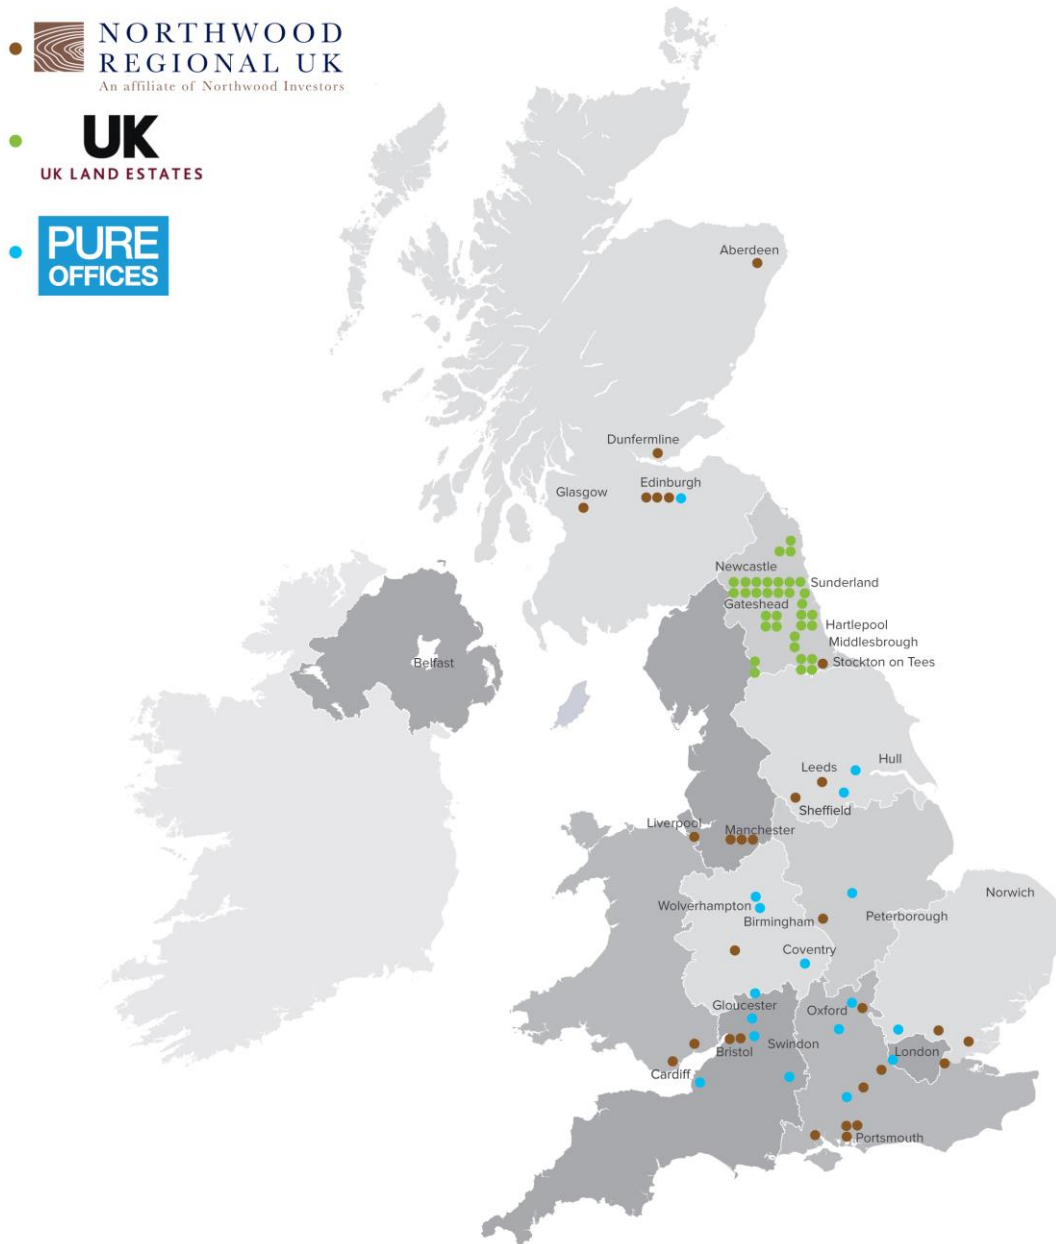 NORTHWOOD
REGIONAL UK
An affiliate of Northwood Investors
UK
UK LAND ESTATES
PURE
OFFICES
Aberdeen
Dunfermline
Edinburgh
Glasgow
Newcastle
Sunderland
Gateshead
Hartlepool
Middlesbrough
Stockton on Tees
Belfast
Hull
Leeds
Sheffield
Liverpool
Manchester
Norwich
Wolverhampton
Birmingham
Peterborough
Coventry
Gloucester
Oxford
Swindon
Bristol
London
Cardiff
Portsmouth